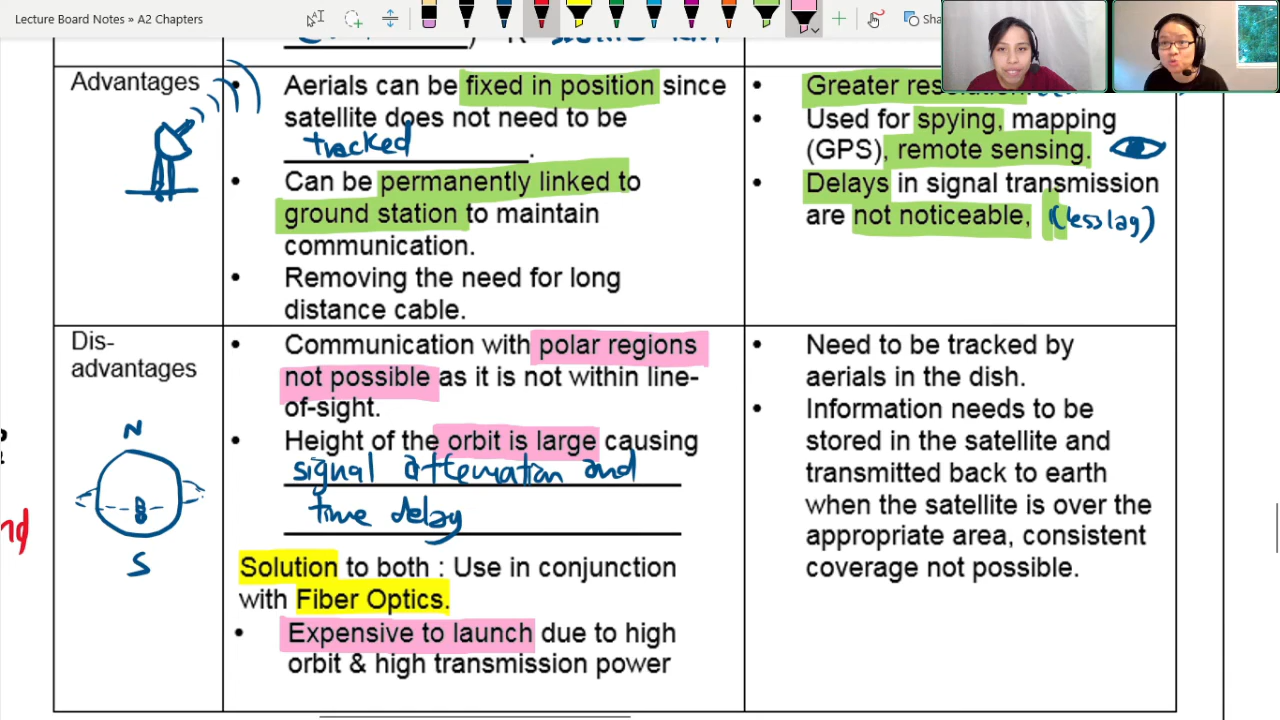 Lecture Board Notes » A2 Chapters
Sha
Advantages
• Aerials can be fixed in position since
satellite does not need to be
tracked.
• Can be permanently linked to
ground station to maintain
communication.
• Removing the need for long
distance cable.
• Greater
• Used for spying, mapping
(GPS), remote sensing.
• Delays in signal transmission
are not noticeable, (less lag)
Dis-
advantages
N
S
• Communication with polar regions
not possible as it is not within line-
of-sight.
• Height of the orbit is large causing
signal attenuation and
time delay
Solution to both : Use in conjunction
with Fiber Optics.
• Expensive to launch due to high
orbit & high transmission power
• Need to be tracked by
aerials in the dish.
• Information needs to be
stored in the satellite and
transmitted back to earth
when the satellite is over the
appropriate area, consistent
coverage not possible.